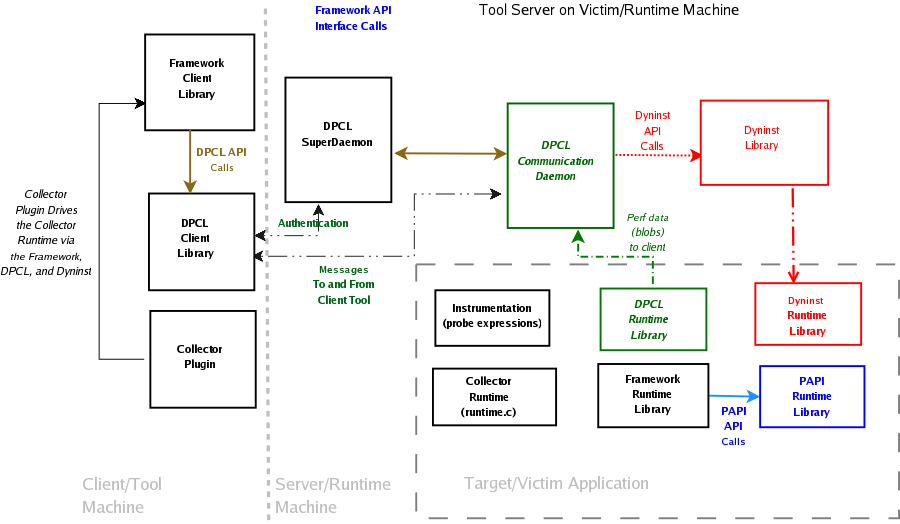 Framework API
Interface Calls
Tool Server on Victim/Runtime Machine
Framework
Client
Library
DPCL API
Calls
Collector
Plugin Drives
the Collector
Runtime via
the Framework,
DPCL, and Dyninst
DPCL
Client
Library
Collector
Plugin
DPCL
SuperDaemon
Authentication
Messages
To and From
Client Tool
DPCL
Communication
Daemon
Dyninst
API
Calls
Dyninst
Library
Perf data
(blobs)
to client
Instrumentation
(probe expressions)
DPCL
Runtime
Library
Dyninst
Runtime
Library
Collector
Runtime
(runtime.c)
Framework
Runtime
Library
PAPI
API
Calls
PAPI
Runtime
Library
Client/Tool
Machine
Server/Runtime
Machine
Target/Victim Application